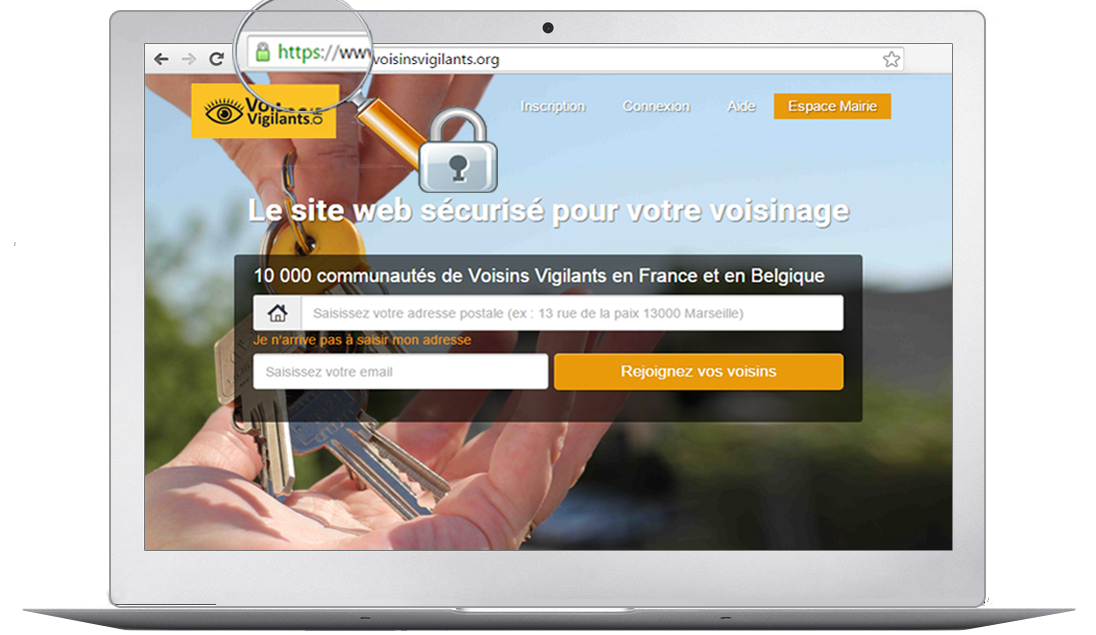 https://www
voisinsvigilants.org
Vigilants.
Inscription
Connexion
Aide
Espace Mairie
Le site web sécurisé pour votre voisinage
10 000 communautés de Voisins Vigilants en France et en Belgique
Saisissez votre adresse postale (ex : 13 rue de la paix 13000 Marseille)
Je n'arrive pas à saisir mon adresse
Saisissez votre email
Rejoignez vos voisins